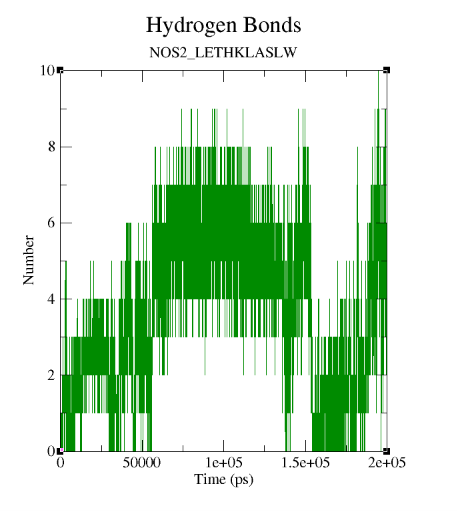 Hydrogen Bonds
NOS2_LETHKLASLW
10
8
6
4
2
0
Number
0 50000 1e+05 1.5e+05 2e+05
Time (ps)